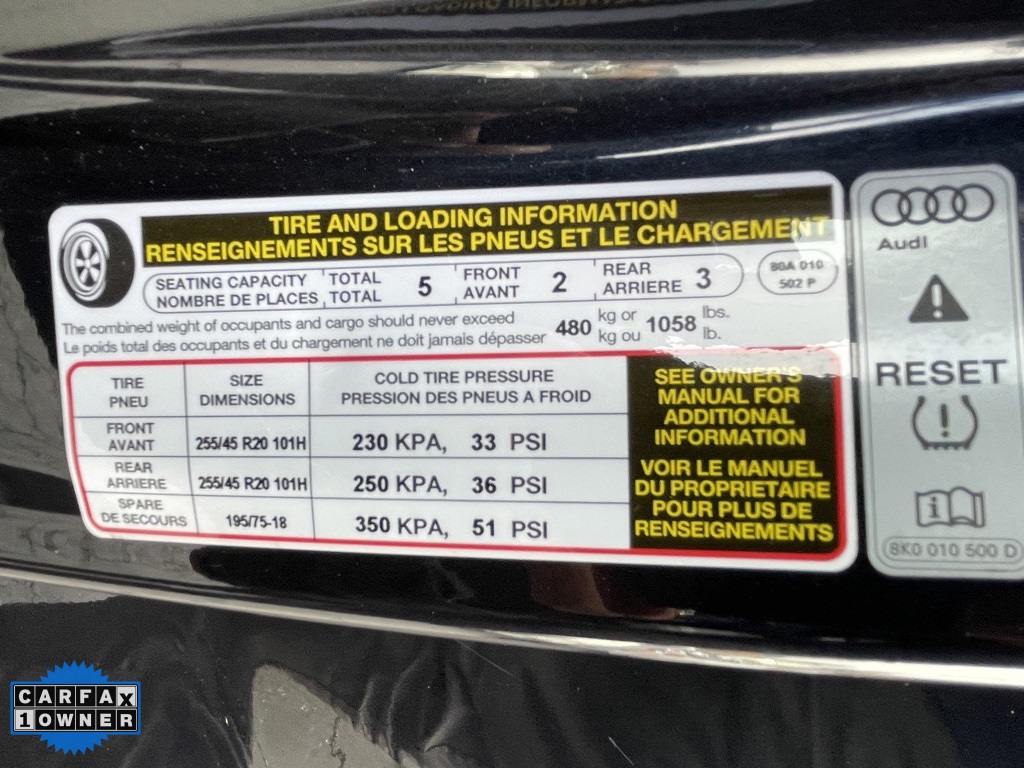 TIRE AND LOADING INFORMATION
RENSEIGNEMENTS SUR LES PNEUS ET LE CHARGEMENT
SEATING CAPACITY TOTAL 5 FRONT 2 REAR 3
NOMBRE DE PLACES TOTAL AVANT ARRIERE
80A 010
502 P
The combined weight of occupants and cargo should never exceed 480 kg or 1058 lbs.
Le poids total des occupants et du chargement ne doit jamais dépasser kg ou lb.
TIRE SIZE COLD TIRE PRESSURE
PNEU DIMENSIONS PRESSION DES PNEUS A FROID
FRONT
AVANT 255/45 R20 101H 230 KPA, 33 PSI
REAR
ARRIERE 255/45 R20 101H 250 KPA, 36 PSI
SPARE
DE SECOURS 195/75-18 350 KPA, 51 PSI
SEE OWNER'S
MANUAL FOR
ADDITIONAL
INFORMATION
VOIR LE MANUEL
DU PROPRIETAIRE
POUR PLUS DE
RENSEIGNEMENTS
Audi
RESET
8K0 010 500 D
CARFAX
1 OWNER